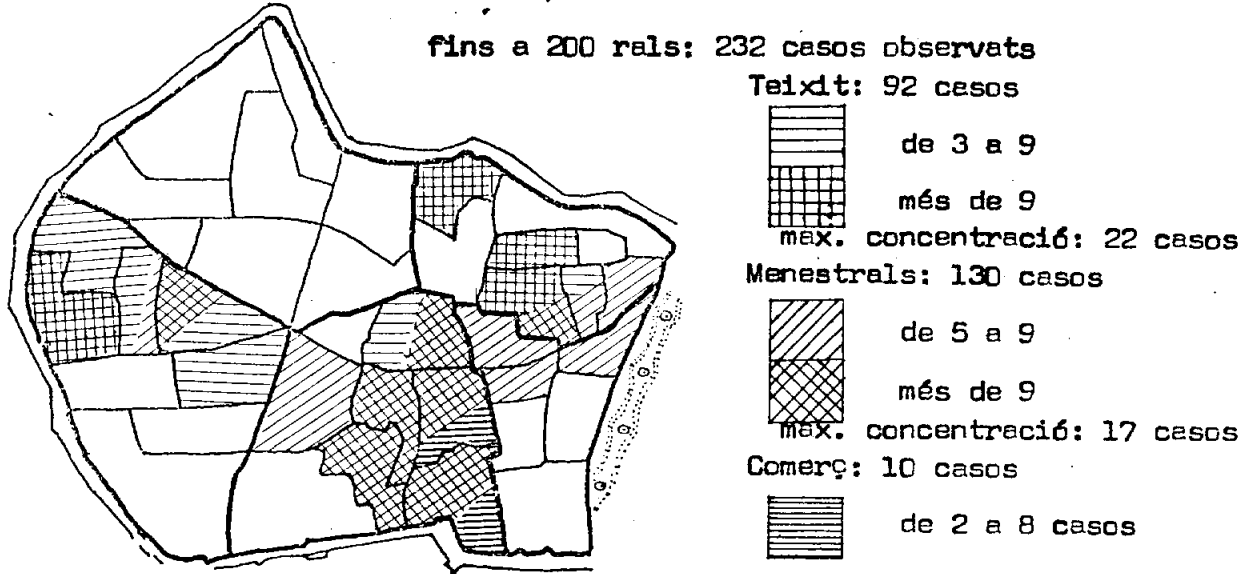 fins a 200 rals: 232 casos observats
Teixit: 92 casos
de 3 a 9
més de 9
max. concentració: 22 casos
Menestrals: 130 casos
de 5 a 9
més de 9
max. concentració: 17 casos
Comerç: 10 casos
de 2 a 8 casos